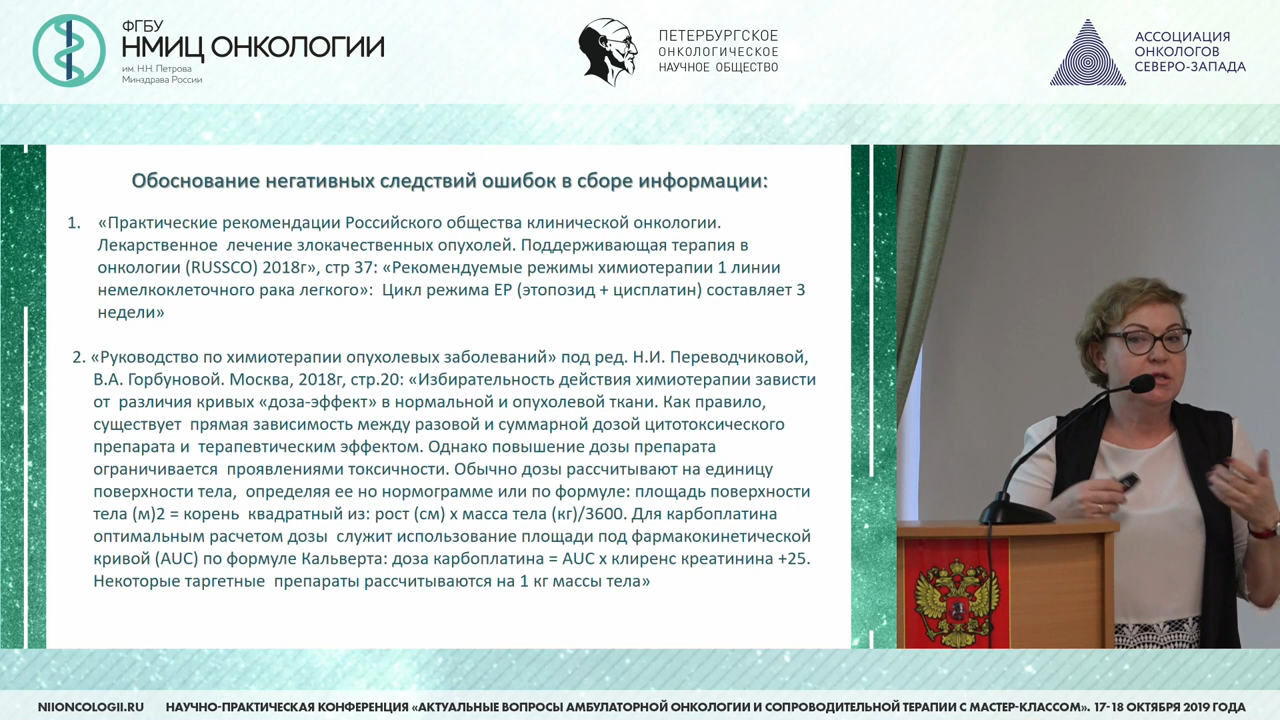 ФГБУ
НМИЦ ОНКОЛОГИИ
им. Н.Н. Петрова
Минздрава России
ПЕТЕРБУРГСКОЕ
ОНКОЛОГИЧЕСКОЕ
НАУЧНОЕ ОБЩЕСТВО
АССОЦИАЦИЯ
ОНКОЛОГОВ
СЕВЕРО-ЗАПАДА
Обоснование негативных следствий ошибок в сборе информации:
1. «Практические рекомендации Российского общества клинической онкологии.
Лекарственное лечение злокачественных опухолей. Поддерживающая терапия в
онкологии (RUSSCO) 2018г», стр 37: «Рекомендуемые режимы химиотерапии 1 линии
немелкоклеточного рака легкого»: Цикл режима ЕР (этопозид + цисплатин) составляет 3
недели»
2. «Руководство по химиотерапии опухолевых заболеваний» под ред. Н.И. Переводчиковой,
В.А. Горбуновой. Москва, 2018г, стр.20: «Избирательность действия химиотерапии зависти
от различия кривых «доза-эффект» в нормальной и опухолевой ткани. Как правило,
существует прямая зависимость между разовой и суммарной дозой цитотоксического
препарата и терапевтическим эффектом. Однако повышение дозы препарата
ограничивается проявлениями токсичности. Обычно дозы рассчитывают на единицу
поверхности тела, определяя ее но нормограмме или по формуле: площадь поверхности
тела (м)2 = корень квадратный из: рост (см) х масса тела (кг)/3600. Для карбоплатина
оптимальным расчетом дозы служит использование площади под фармакокинетической
кривой (AUC) по формуле Кальверта: доза карбоплатина = AUC х клиренс креатинина +25.
Некоторые таргетные препараты рассчитываются на 1 кг массы тела»
NIIONCOLOGII.RU НАУЧНО-ПРАКТИЧЕСКАЯ КОНФЕРЕНЦИЯ «АКТУАЛЬНЫЕ ВОПРОСЫ АМБУЛАТОРНОЙ ОНКОЛОГИИ И СОПРОВОДИТЕЛЬНОЙ ТЕРАПИИ С МАСТЕР-КЛАССОМ». 17-18 ОКТЯБРЯ 2019 ГОДА